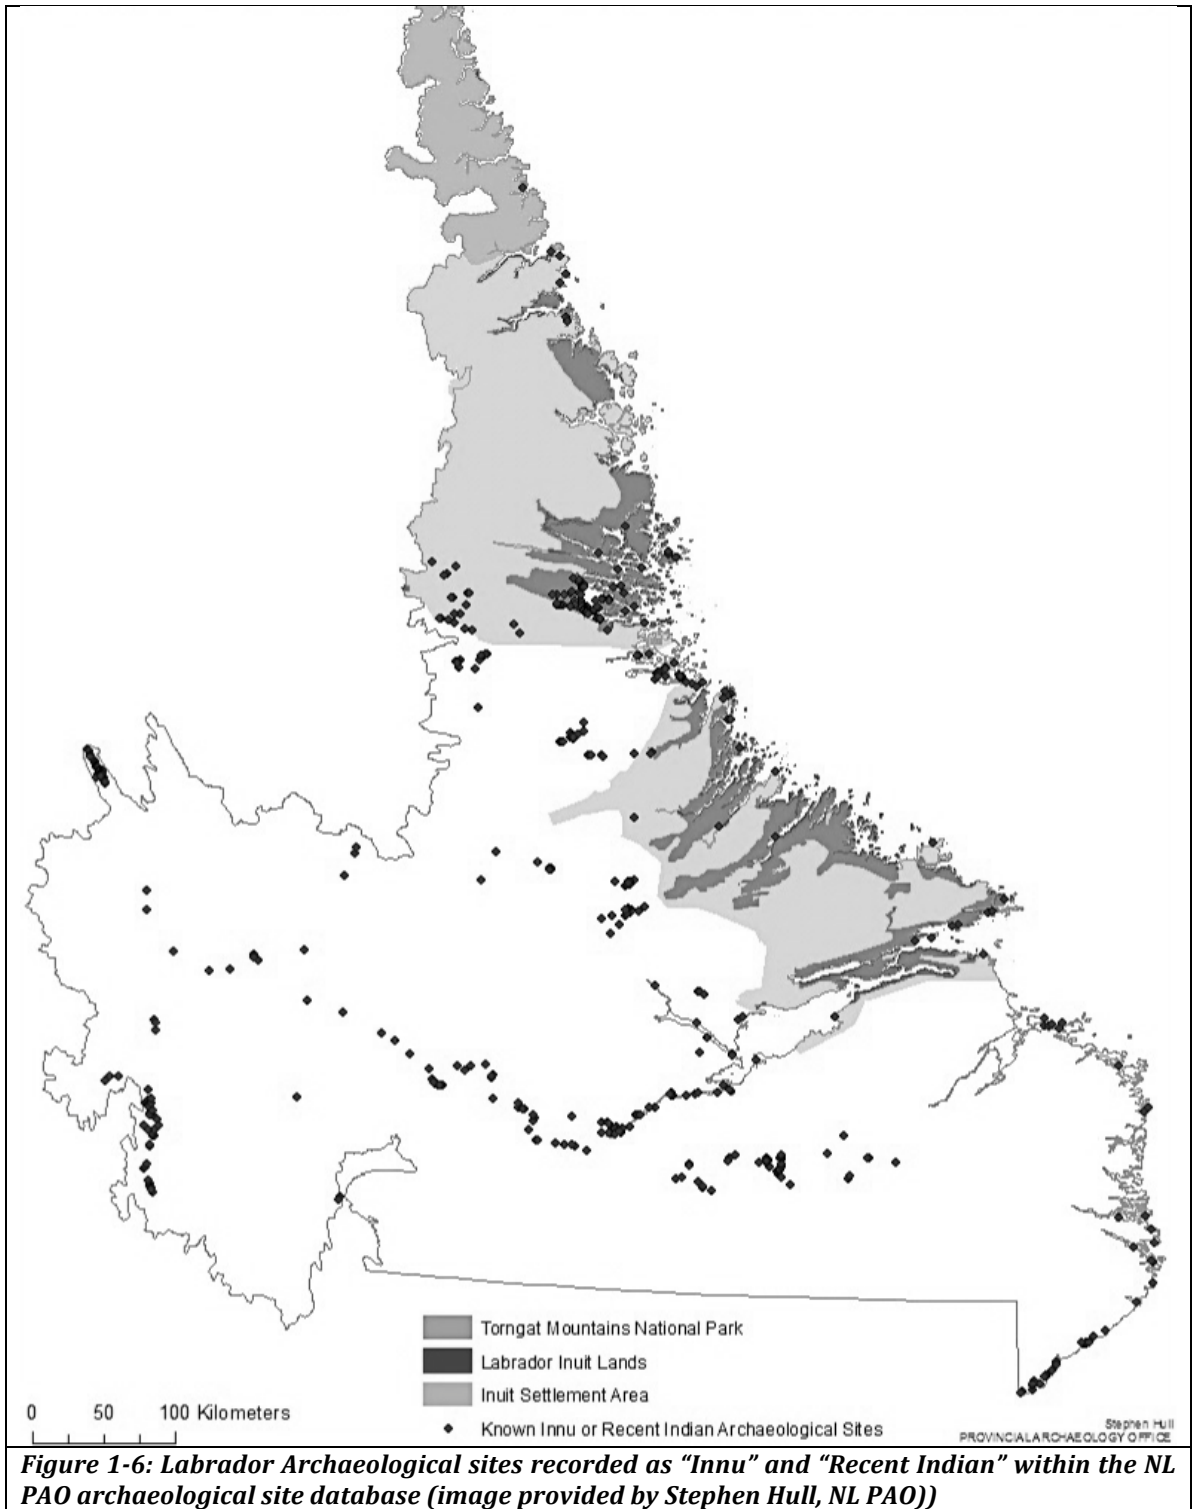 Torngat Mountains National Park
Labrador Inuit Lands
Inuit Settlement Area
Known Innu or Recent Indian Archaeological Sites
0 50 100 Kilometers
Stephen Hull
PROVINCIAL ARCHAEOLOGY OFFICE
Figure 1-6: Labrador Archaeological sites recorded as “Innu” and “Recent Indian” within the NL
PAO archaeological site database (image provided by Stephen Hull, NL PAO))